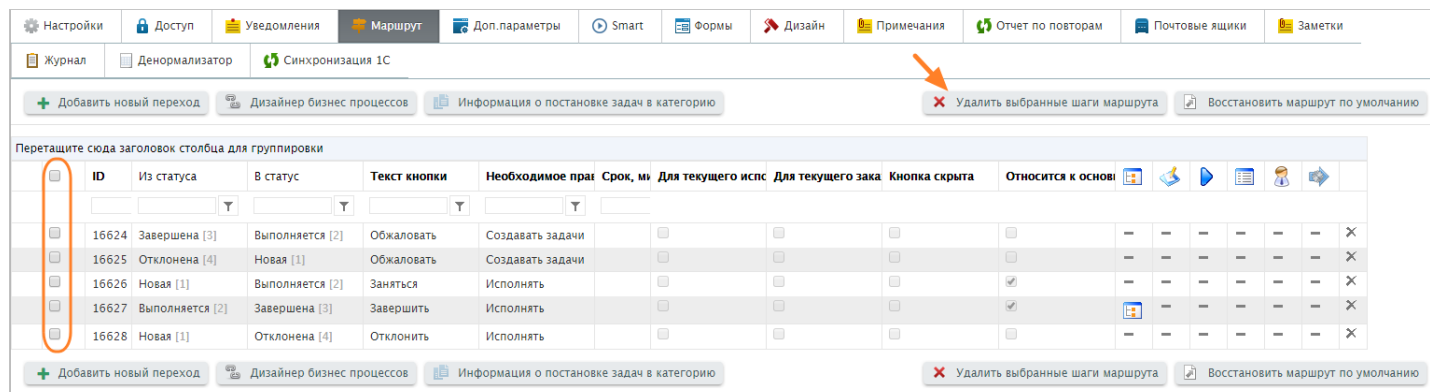 Настройки Доступ Уведомления Маршрут Доп.параметры Smart Формы Дизайн Примечания Отчет по повторам Почтовые ящики Заметки
Журнал Денормализатор Синхронизация 1С
Добавить новый переход Дизайнер бизнес процессов Информация о постановке задач в категорию Удалить выбранные шаги маршрута Восстановить маршрут по умолчанию
Перетащите сюда заголовок столбца для группировки
ID Из статуса В статус Текст кнопки Необходимое прав Срок, ми Для текущего испо Для текущего зака Кнопка скрыта Относится к основн
16624 Завершена [3] Выполняется [2] Обжаловать Создавать задачи
16625 Отклонена [4] Новая [1] Обжаловать Создавать задачи
16626 Новая [1] Выполняется [2] Заняться Исполнять
16627 Выполняется [2] Завершена [3] Завершить Исполнять
16628 Новая [1] Отклонена [4] Отклонить Исполнять
Добавить новый переход Дизайнер бизнес процессов Информация о постановке задач в категорию Удалить выбранные шаги маршрута Восстановить маршрут по умолчанию